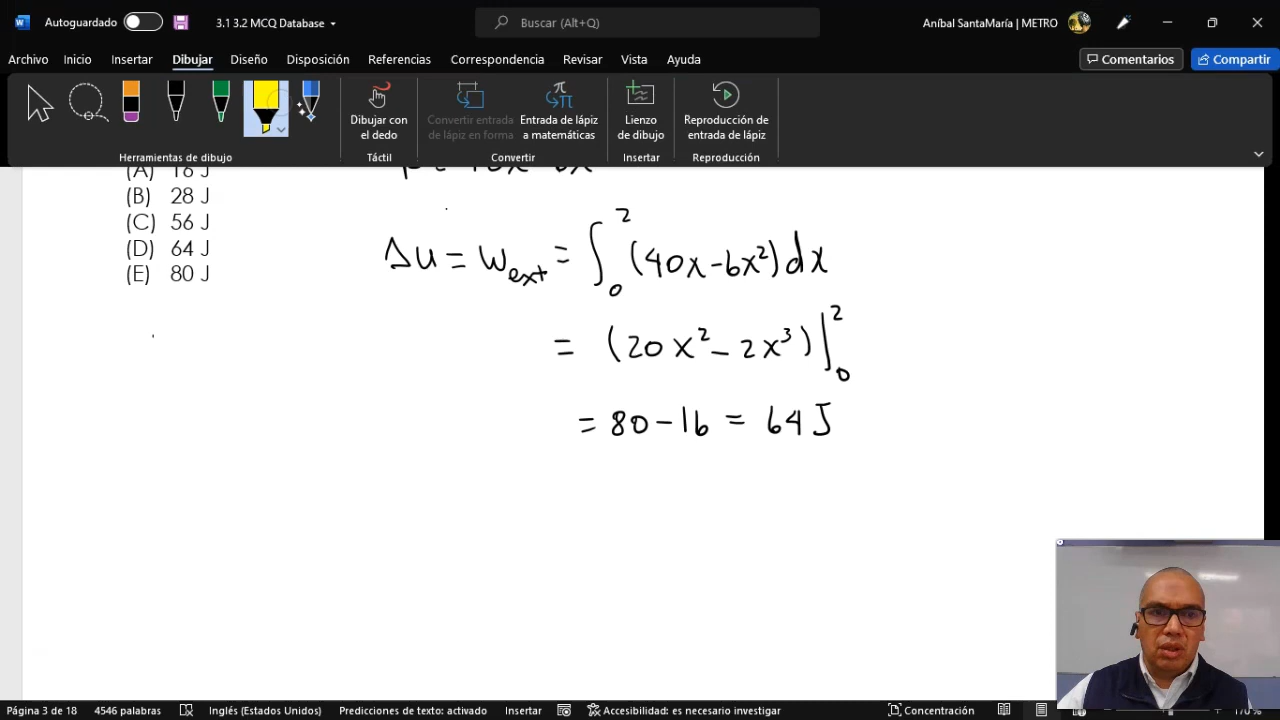 Autoguardado
3.1 3.2 MCQ Database
Buscar (Alt+Q)
Aníbal SantaMaría | METRO
Archivo Inicio Insertar Dibujar Diseño Disposición Referencias Correspondencia Revisar Vista Ayuda
Comentarios Compartir
Dibujar con el dedo
Convertir entrada de lápiz en forma
Entrada de lápiz a matemáticas
Lienzo de dibujo
Reproducción de entrada de lápiz
Herramientas de dibujo Táctil Convertir Insertar Reproducción
(A) 16 J
(B) 28 J
(C) 56 J
(D) 64 J
(E) 80 J
Δu = W_ext = ∫₀² (40x-6x²)dx
= (20x²- 2x³)|₀²
= 80-16 = 64 J
Página 3 de 18 4546 palabras Inglés (Estados Unidos) Predicciones de texto: activado Insertar Accesibilidad: es necesario investigar Concentración 170 %